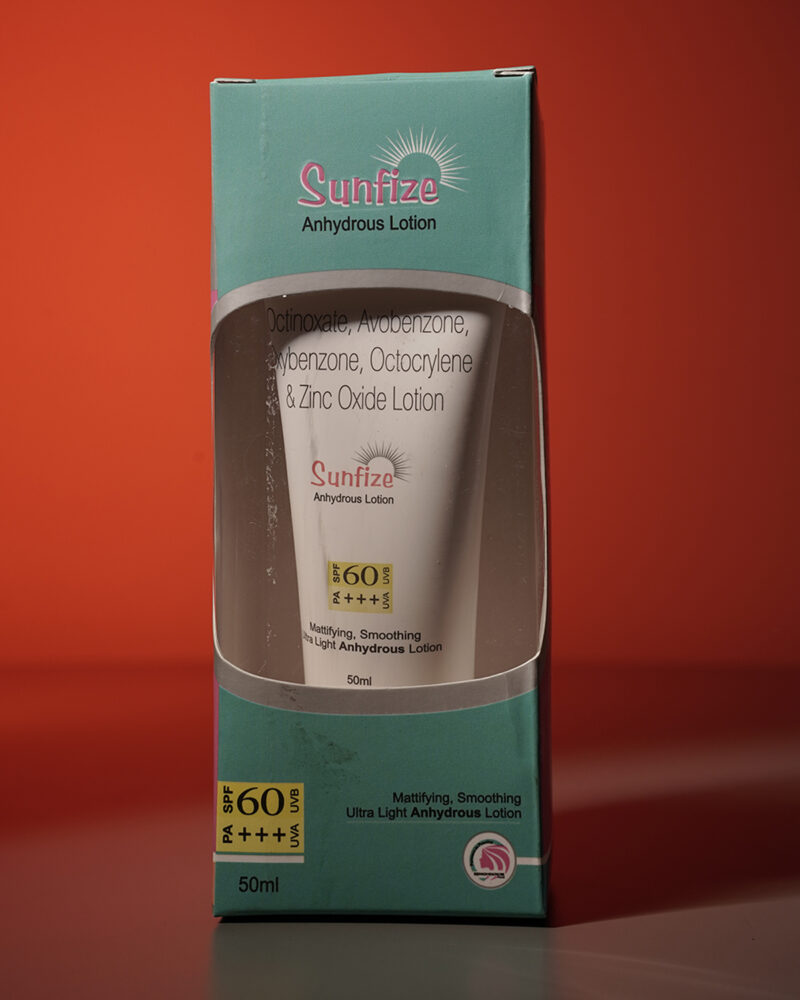 Sunfize
Anhydrous Lotion
Octinoxate, Avobenzone,
Oxybenzone, Octocrylene
& Zinc Oxide Lotion
Sunfize
Anhydrous Lotion
PA SPF 60 UVB
+++ UVA
Mattifying, Smoothing
Ultra Light Anhydrous Lotion
50ml
PA SPF 60 UVB
+++ UVA
Mattifying, Smoothing
Ultra Light Anhydrous Lotion
50ml